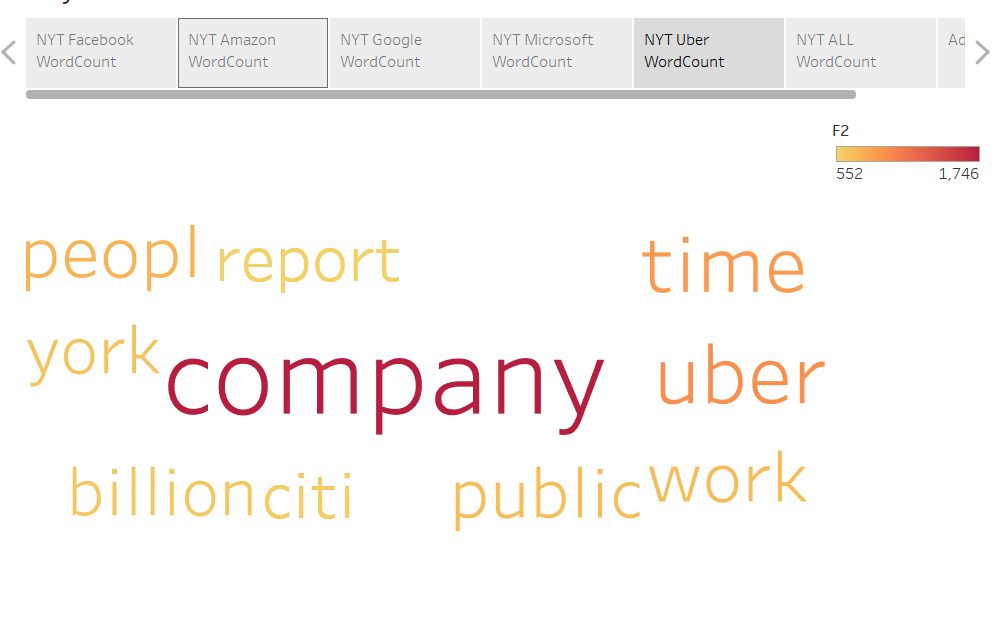 NYT Facebook WordCount
NYT Amazon WordCount
NYT Google WordCount
NYT Microsoft WordCount
NYT Uber WordCount
NYT ALL WordCount
F2
552 1,746
peopl report time
york company uber
billion citi public work